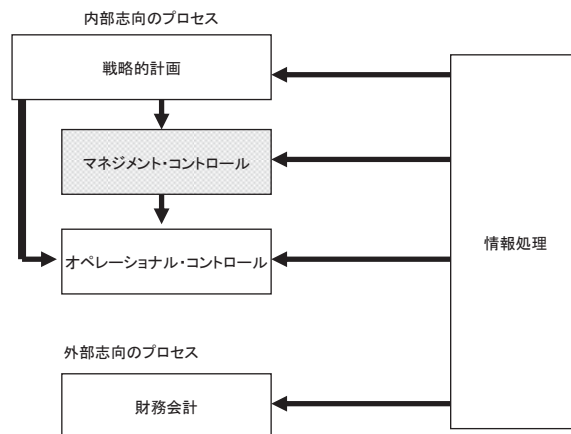 内部志向のプロセス
戦略的計画
マネジメント・コントロール
オペレーショナル・コントロール
情報処理
外部志向のプロセス
財務会計